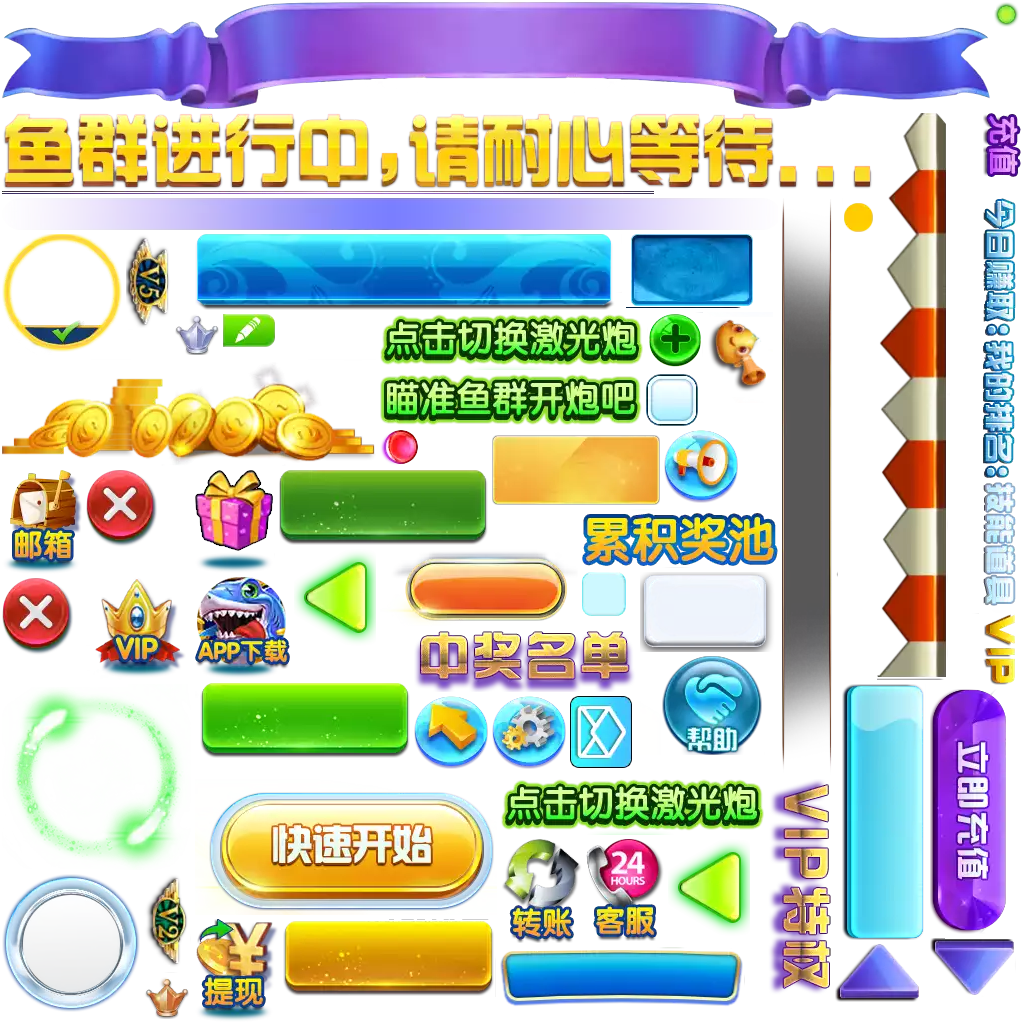 鱼群进行中,请耐心等待...
充值
今日赚取:我的排名:技能道具
VIP
V5
点击切换激光炮
瞄准鱼群开炮吧
邮箱
累积奖池
VIP
APP下载
中奖名单
帮助
点击切换激光炮
快速开始
VIP特权
立即充值
24
HOURS
转账
客服
V2
提现